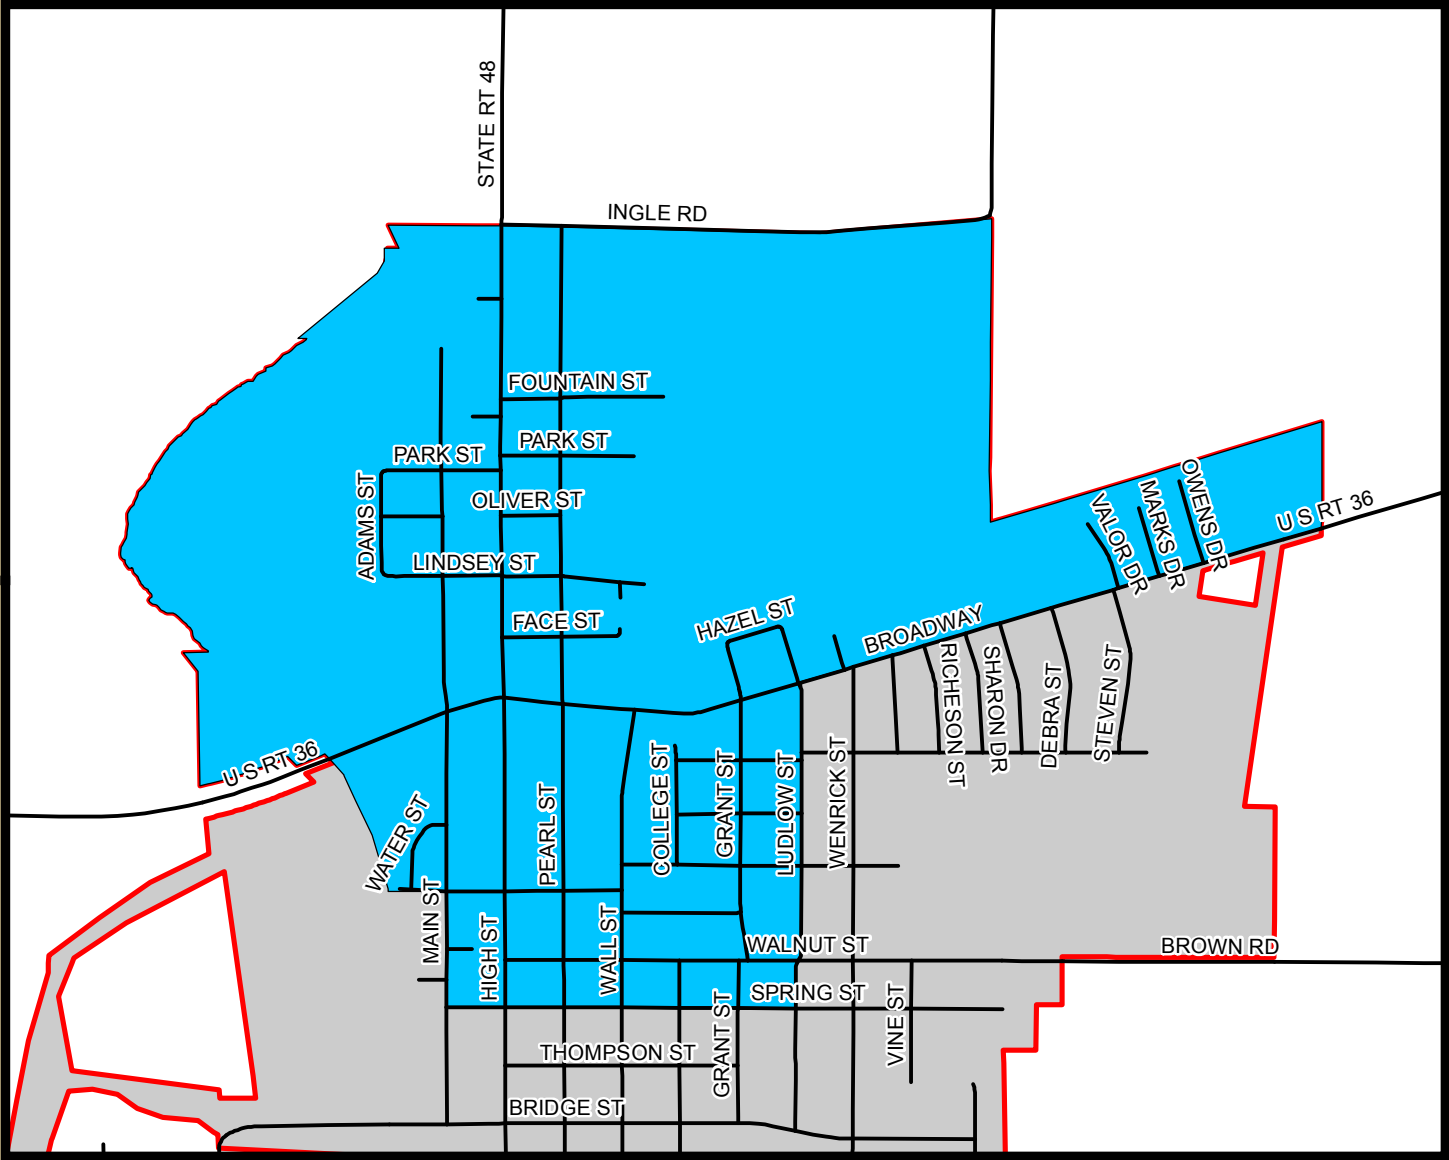 STATE RT 48
INGLE RD
FOUNTAIN ST
PARK ST
PARK ST
ADAMS ST
OLIVER ST
LINDSEY ST
FACE ST
HAZEL ST
BROADWAY
VALOR DR
MARKS DR
OWENS DR
U S RT 36
U S RT 36
RICHESON ST
SHARON DR
DEBRA ST
STEVEN ST
WATER ST
PEARL ST
COLLEGE ST
GRANT ST
LUDLOW ST
WENRICK ST
MAIN ST
HIGH ST
WALL ST
WALNUT ST
BROWN RD
SPRING ST
GRANT ST
VINE ST
THOMPSON ST
BRIDGE ST